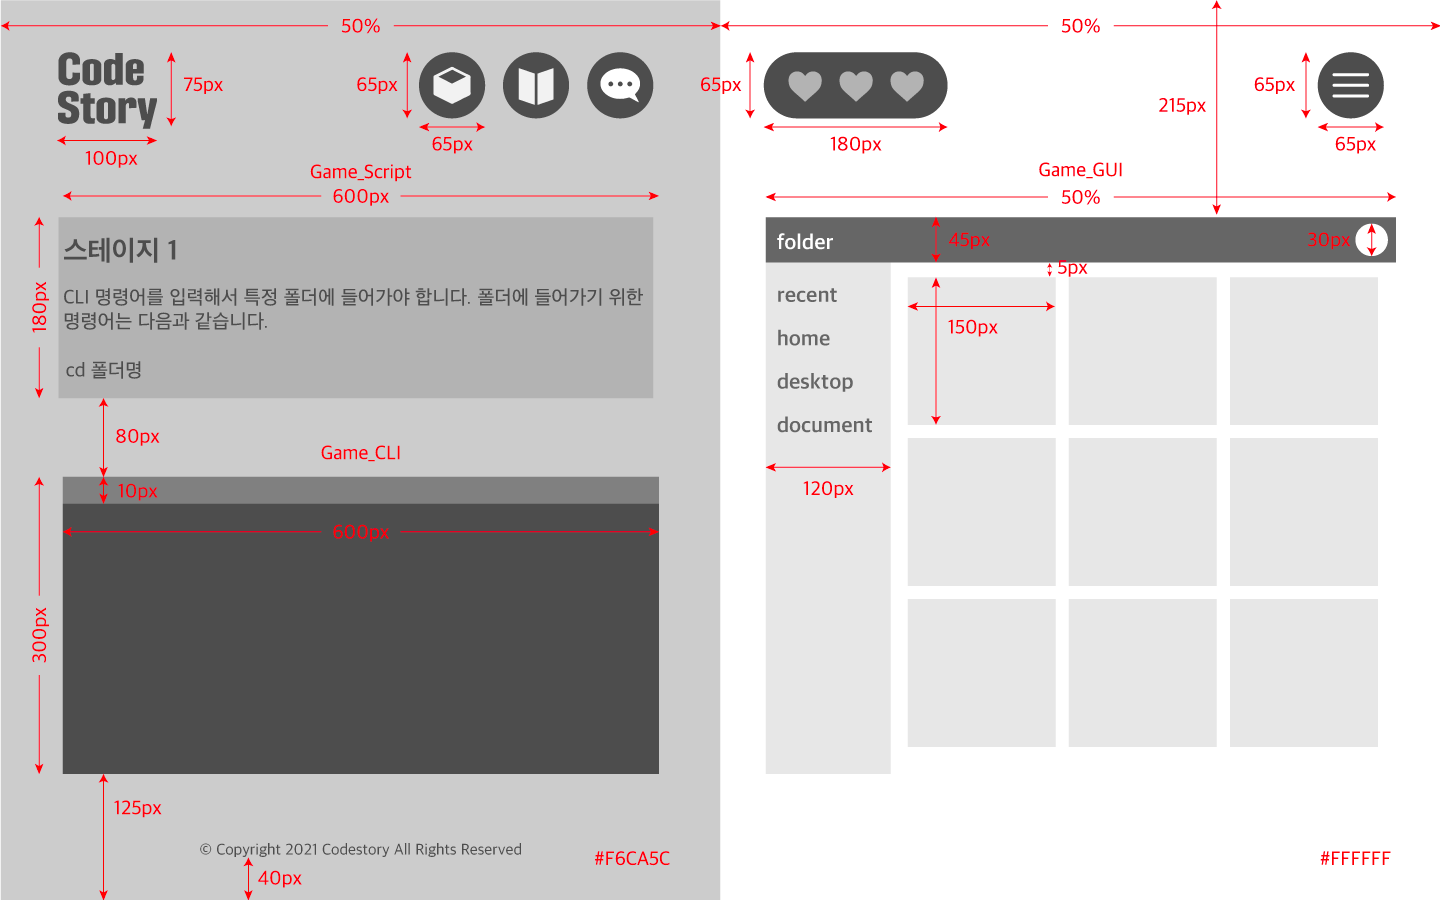 50%
50%
Code
Story
75px
100px
65px
65px
65px
180px
215px
65px
65px
Game_Script
600px
Game_GUI
50%
180px
스테이지 1
CLI 명령어를 입력해서 특정 폴더에 들어가야 합니다. 폴더에 들어가기 위한
명령어는 다음과 같습니다.
cd 폴더명
80px
Game_CLI
10px
600px
300px
125px
© Copyright 2021 Codestory All Rights Reserved
40px
#F6CA5C
folder
45px
30px
5px
recent
home
desktop
document
150px
120px
#FFFFFF